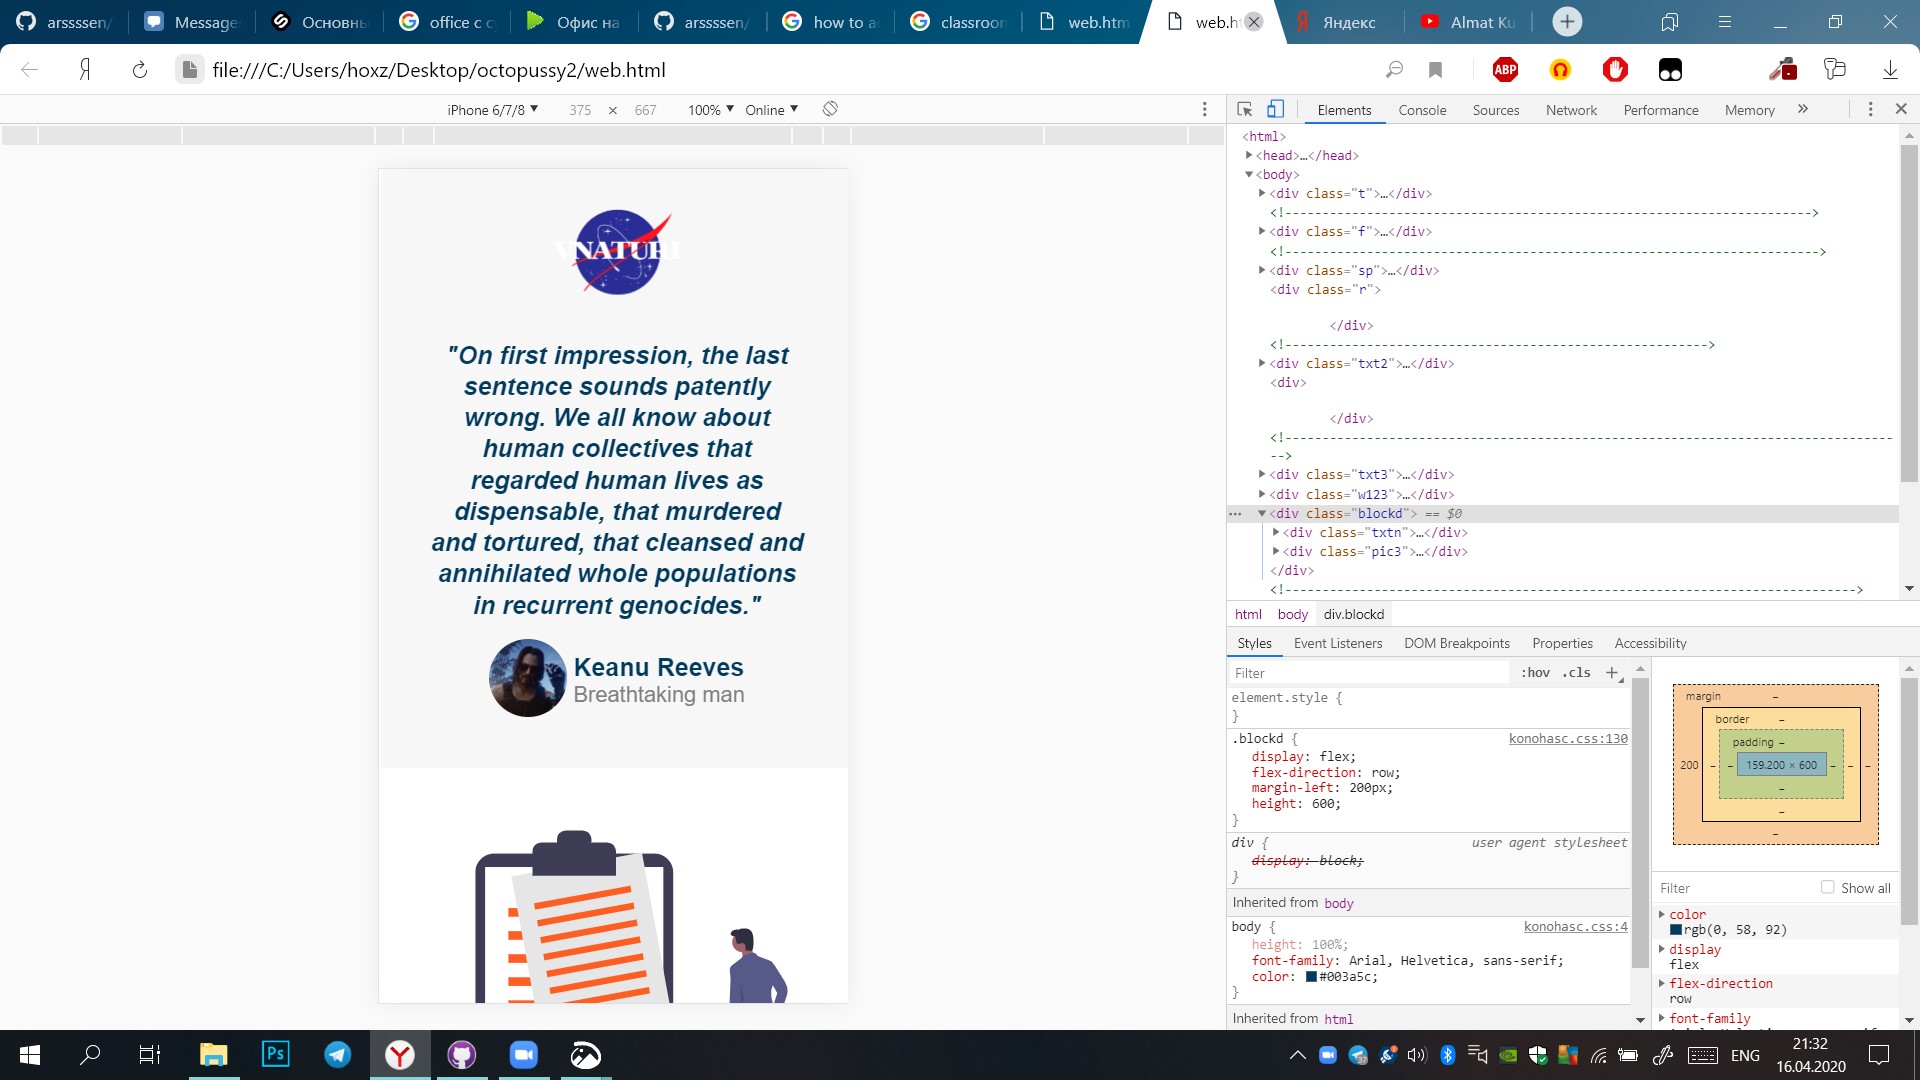 arssssen/
Message
Основны
office с с
Офис на
arssssen/
how to a
classroon
web.htm
web.ht
Яндекс
Almat Ku
file:///C:/Users/hoxz/Desktop/octopussy2/web.html
ABP
iPhone 6/7/8 ▼ 375 × 667 100% ▼ Online ▼
Elements Console Sources Network Performance Memory »
VNATURI
"On first impression, the last
sentence sounds patently
wrong. We all know about
human collectives that
regarded human lives as
dispensable, that murdered
and tortured, that cleansed and
annihilated whole populations
in recurrent genocides."
Keanu Reeves
Breathtaking man
<html>
<head>…</head>
<body>
<div class="t">…</div>
<div class="f">…</div>
<div class="sp">…</div>
<div class="r">
</div>
<div class="txt2">…</div>
<div>
</div>
<div class="txt3">…</div>
<div class="w123">…</div>
<div class="blockd"> == $0
<div class="txtn">…</div>
<div class="pic3">…</div>
</div>
html body div.blockd
Styles Event Listeners DOM Breakpoints Properties Accessibility
Filter :hov .cls +
element.style {
}
.blockd { konohasc.css:130
display: flex;
flex-direction: row;
margin-left: 200px;
height: 600;
}
div { user agent stylesheet
display: block;
}
Inherited from body
body { konohasc.css:4
height: 100%;
font-family: Arial, Helvetica, sans-serif;
color: #003a5c;
}
Inherited from html
margin –
border –
padding –
200 – – 159.200 × 600 – – –
–
–
–
Filter Show all
color
rgb(0, 58, 92)
display
flex
flex-direction
row
font-family
Ps
ENG
21:32
16.04.2020